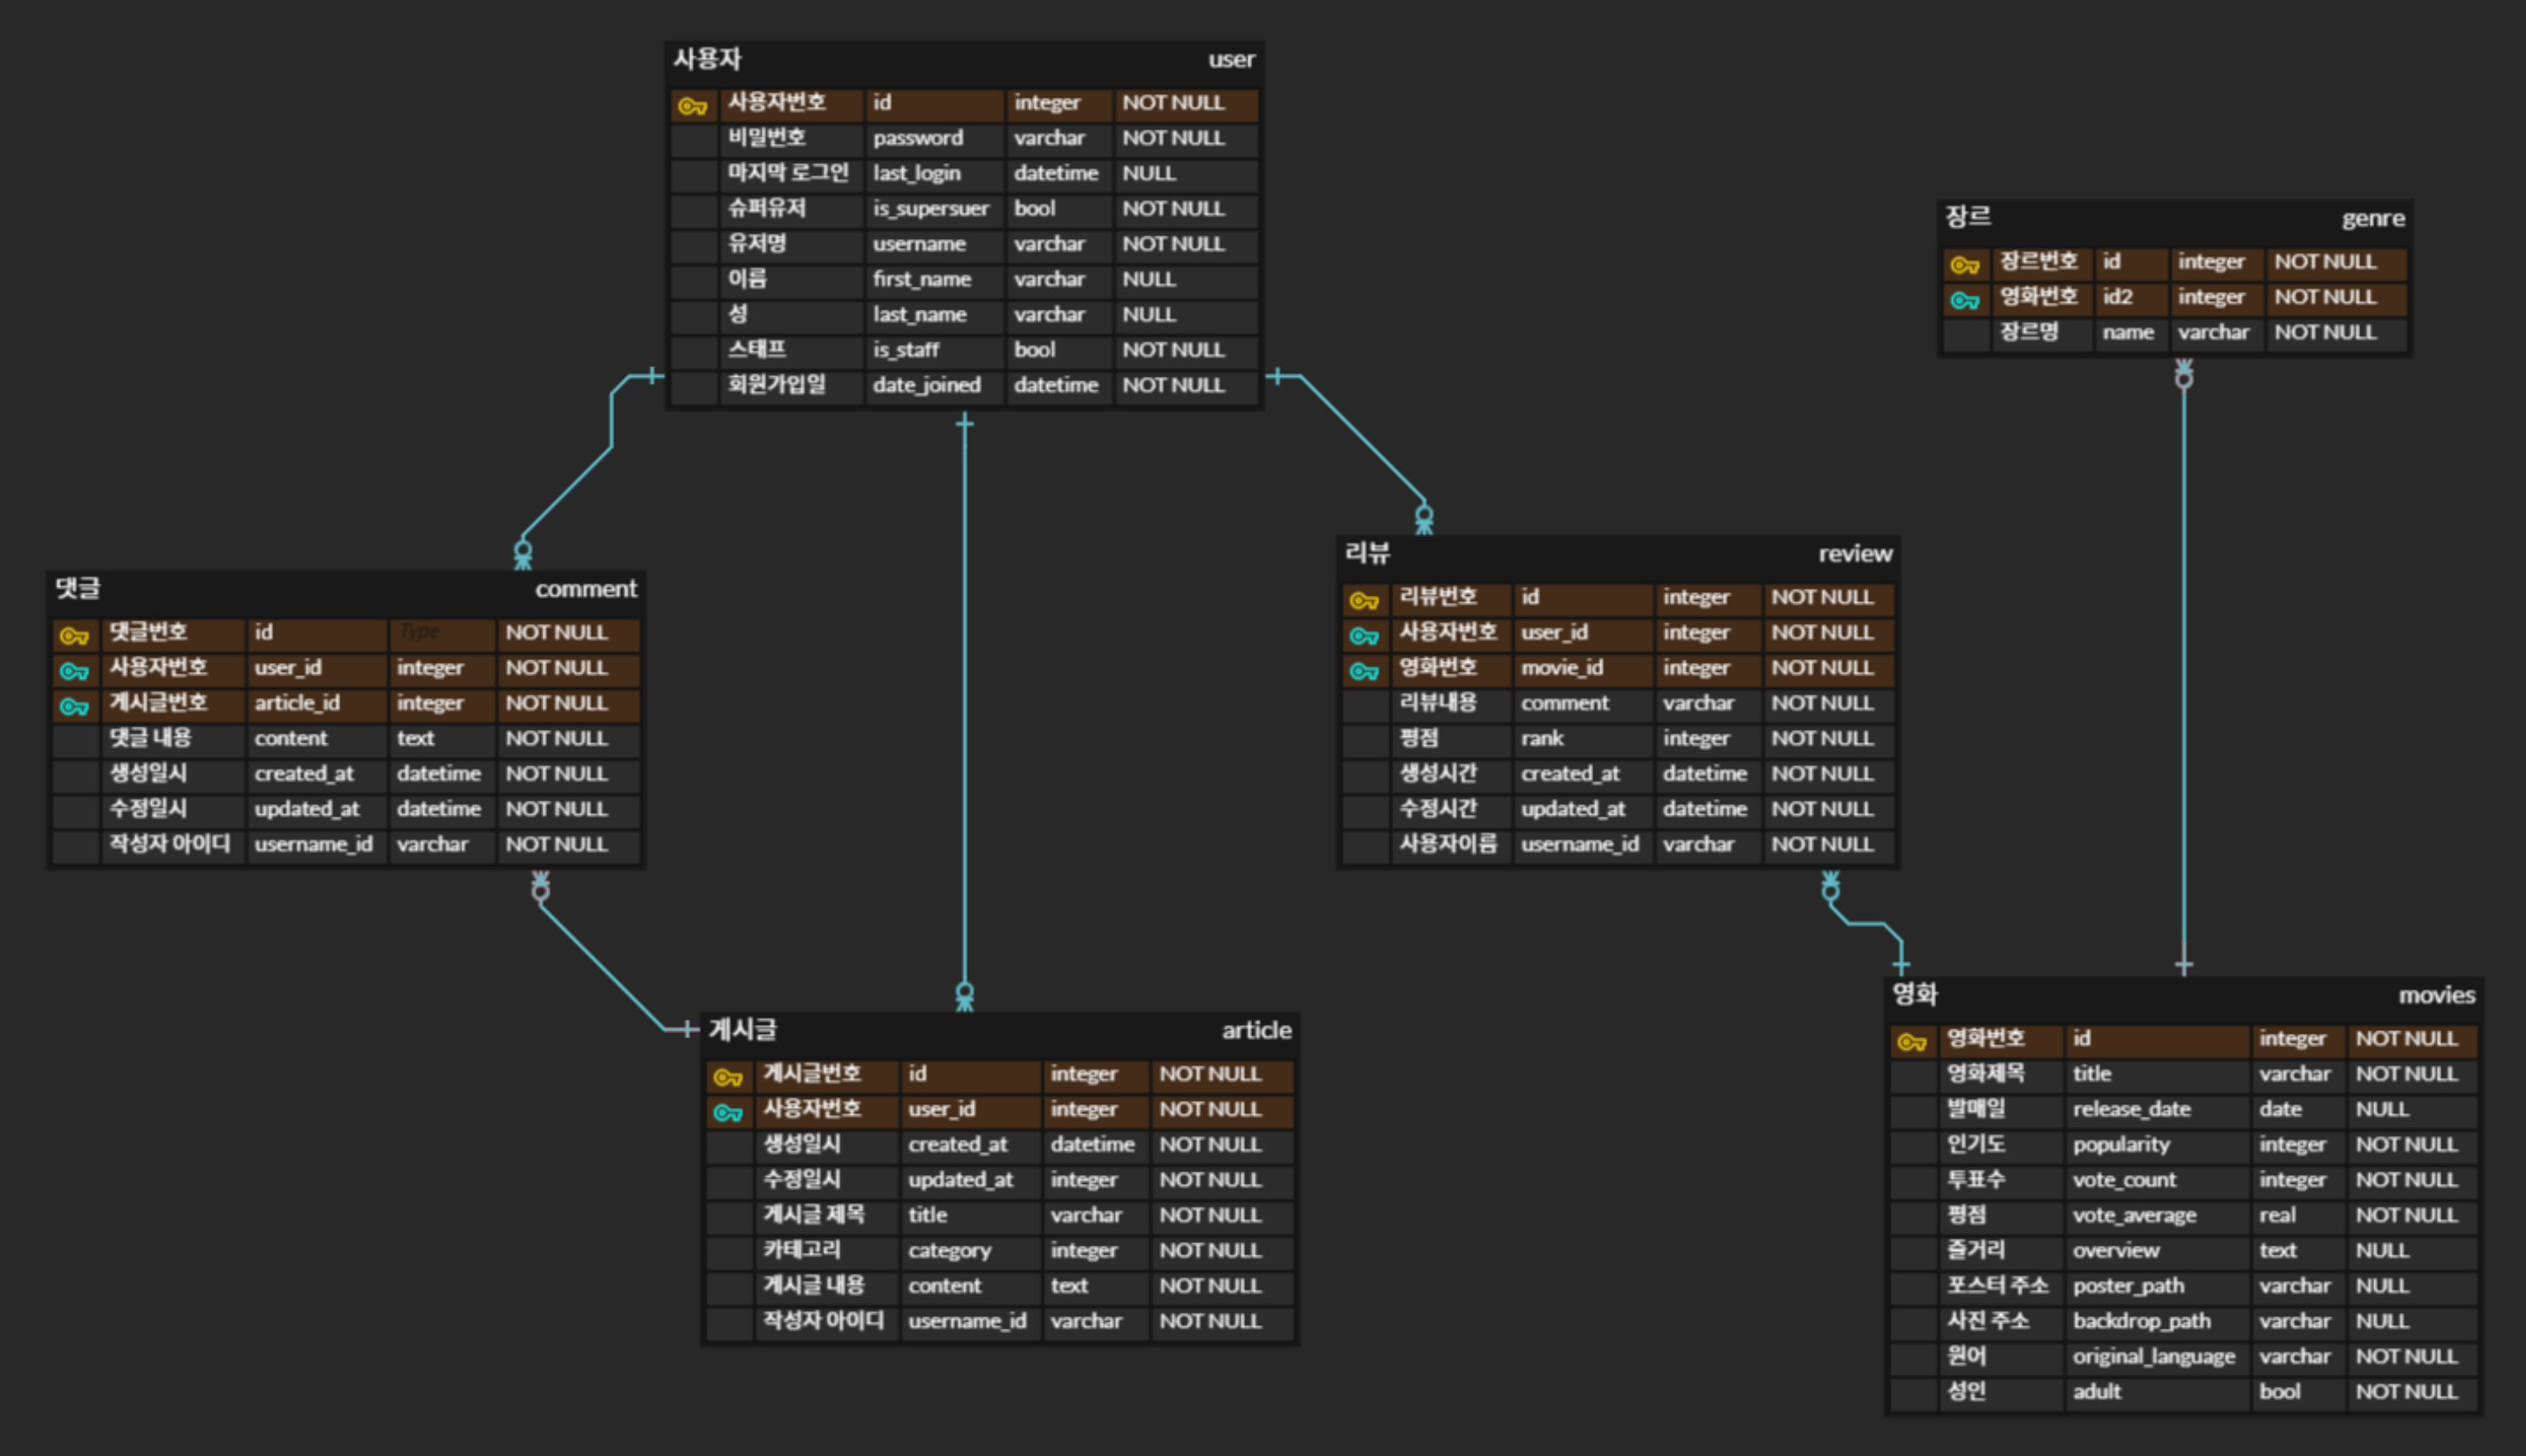 사용자 user
사용자번호 id integer NOT NULL
비밀번호 password varchar NOT NULL
마지막 로그인 last_login datetime NULL
슈퍼유저 is_supersuer bool NOT NULL
유저명 username varchar NOT NULL
이름 first_name varchar NULL
성 last_name varchar NULL
스태프 is_staff bool NOT NULL
회원가입일 date_joined datetime NOT NULL
장르 genre
장르번호 id integer NOT NULL
영화번호 id2 integer NOT NULL
장르명 name varchar NOT NULL
댓글 comment
댓글번호 id Type NOT NULL
사용자번호 user_id integer NOT NULL
게시글번호 article_id integer NOT NULL
댓글 내용 content text NOT NULL
생성일시 created_at datetime NOT NULL
수정일시 updated_at datetime NOT NULL
작성자 아이디 username_id varchar NOT NULL
리뷰 review
리뷰번호 id integer NOT NULL
사용자번호 user_id integer NOT NULL
영화번호 movie_id integer NOT NULL
리뷰내용 comment varchar NOT NULL
평점 rank integer NOT NULL
생성시간 created_at datetime NOT NULL
수정시간 updated_at datetime NOT NULL
사용자이름 username_id varchar NOT NULL
게시글 article
게시글번호 id integer NOT NULL
사용자번호 user_id integer NOT NULL
생성일시 created_at datetime NOT NULL
수정일시 updated_at integer NOT NULL
게시글 제목 title varchar NOT NULL
카테고리 category integer NOT NULL
게시글 내용 content text NOT NULL
작성자 아이디 username_id varchar NOT NULL
영화 movies
영화번호 id integer NOT NULL
영화제목 title varchar NOT NULL
발매일 release_date date NULL
인기도 popularity integer NOT NULL
투표수 vote_count integer NOT NULL
평점 vote_average real NOT NULL
줄거리 overview text NULL
포스터 주소 poster_path varchar NULL
사진 주소 backdrop_path varchar NULL
원어 original_language varchar NOT NULL
성인 adult bool NOT NULL